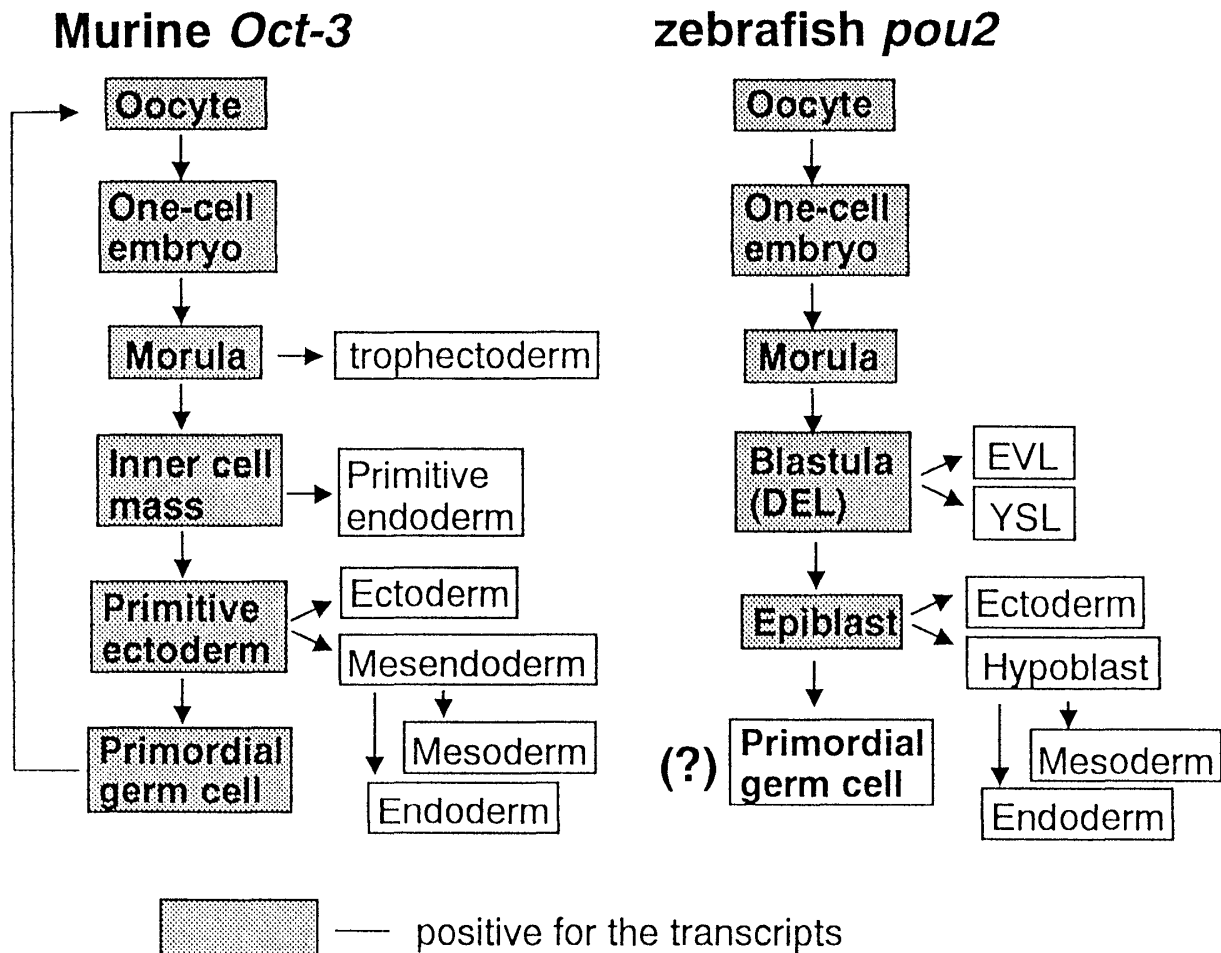 Murine Oct-3
Oocyte
One-cell
embryo
Morula
trophectoderm
Inner cell
mass
Primitive
endoderm
Primitive
ectoderm
Ectoderm
Mesendoderm
Mesoderm
Endoderm
Primordial
germ cell
zebrafish pou2
Oocyte
One-cell
embryo
Morula
Blastula
(DEL)
EVL
YSL
Epiblast
Ectoderm
Hypoblast
Mesoderm
Endoderm
(?)
Primordial
germ cell
positive for the transcripts